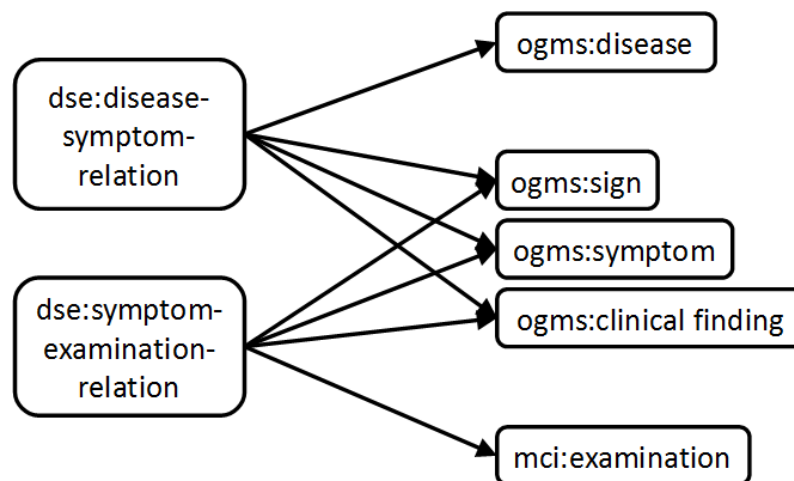 dse:disease-
symptom-
relation
dse:symptom-
examination-
relation
ogms:disease
ogms:sign
ogms:symptom
ogms:clinical finding
mci:examination